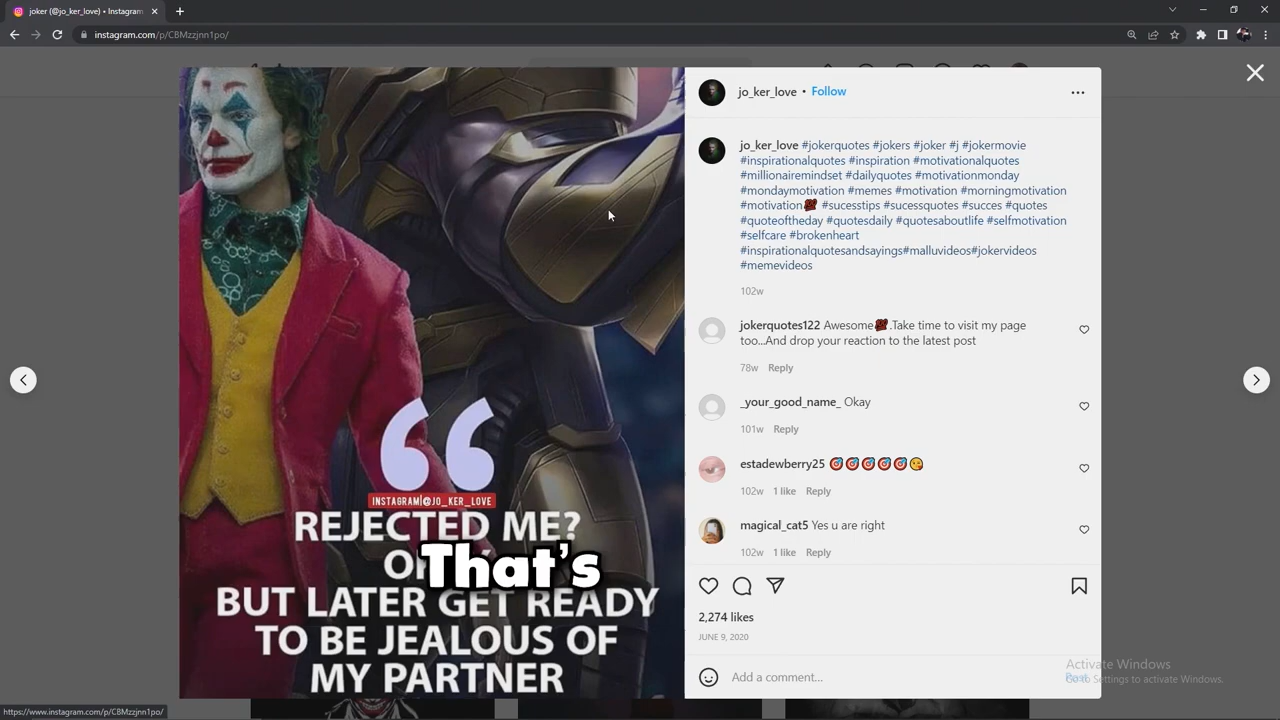 joker (@jo_ker_love) • Instagram
instagram.com/p/CBMzzjnn1po/
jo_ker_love • Follow
jo_ker_love #jokerquotes #jokers #joker #j #jokermovie
#inspirationalquotes #inspiration #motivationalquotes
#millionairemindset #dailyquotes #motivationmonday
#mondaymotivation #memes #motivation #morningmotivation
#motivation #sucesstips #sucessquotes #succes #quotes
#quoteoftheday #quotesdaily #quotesaboutlife #selfmotivation
#selfcare #brokenheart
#inspirationalquotesandsayings#malluvideos#jokervideos
#memevideos
102w
jokerquotes122 Awesome .Take time to visit my page
too...And drop your reaction to the latest post
78w Reply
_your_good_name_ Okay
101w Reply
estadewberry25
102w 1 like Reply
magical_cat5 Yes u are right
102w 1 like Reply
2,274 likes
JUNE 9, 2020
Add a comment...
Activate Windows
Go to Settings to activate Windows.
“
INSTAGRAM|@JO_KER_LOVE
REJECTED ME?
That's
BUT LATER GET READY
TO BE JEALOUS OF
MY PARTNER
https://www.instagram.com/p/CBMzzjnn1po/